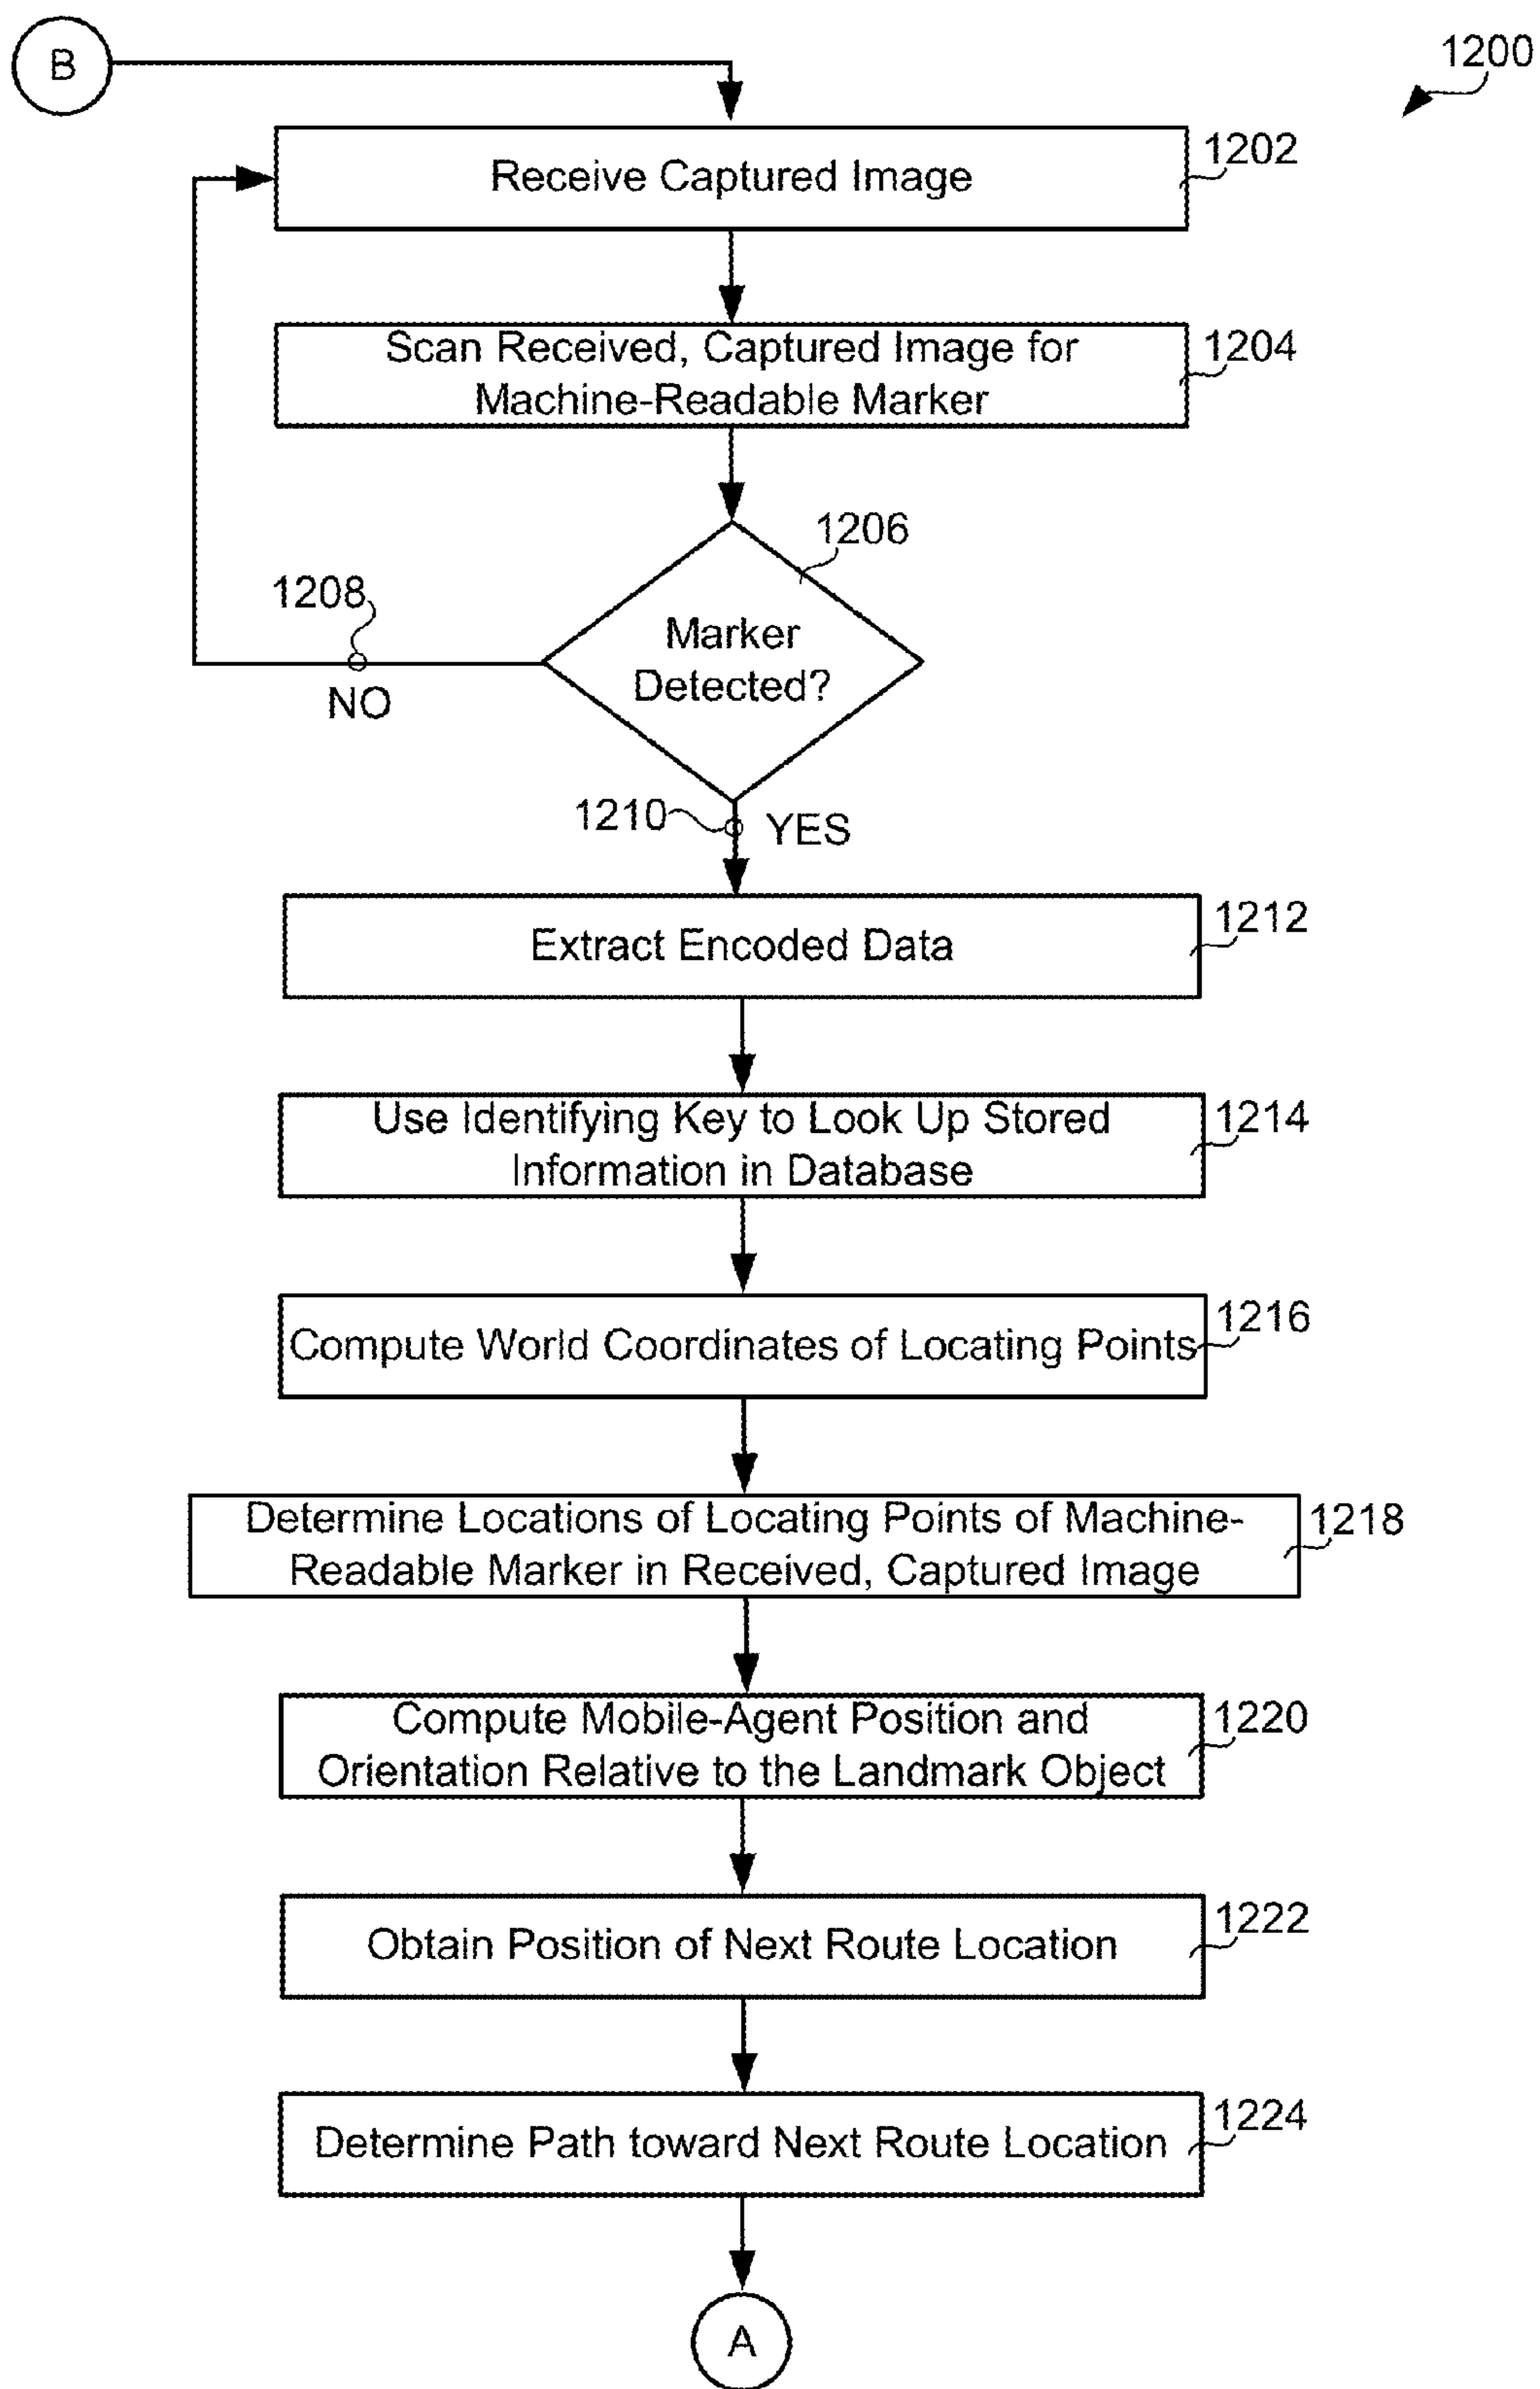 B
1200
Receive Captured Image
1202
Scan Received, Captured Image for
Machine-Readable Marker
1204
1206
Marker
Detected?
1208
NO
1210
YES
Extract Encoded Data
1212
Use Identifying Key to Look Up Stored
Information in Database
1214
Compute World Coordinates of Locating Points
1216
Determine Locations of Locating Points of Machine-
Readable Marker in Received, Captured Image
1218
Compute Mobile-Agent Position and
Orientation Relative to the Landmark Object
1220
Obtain Position of Next Route Location
1222
Determine Path toward Next Route Location
1224
A